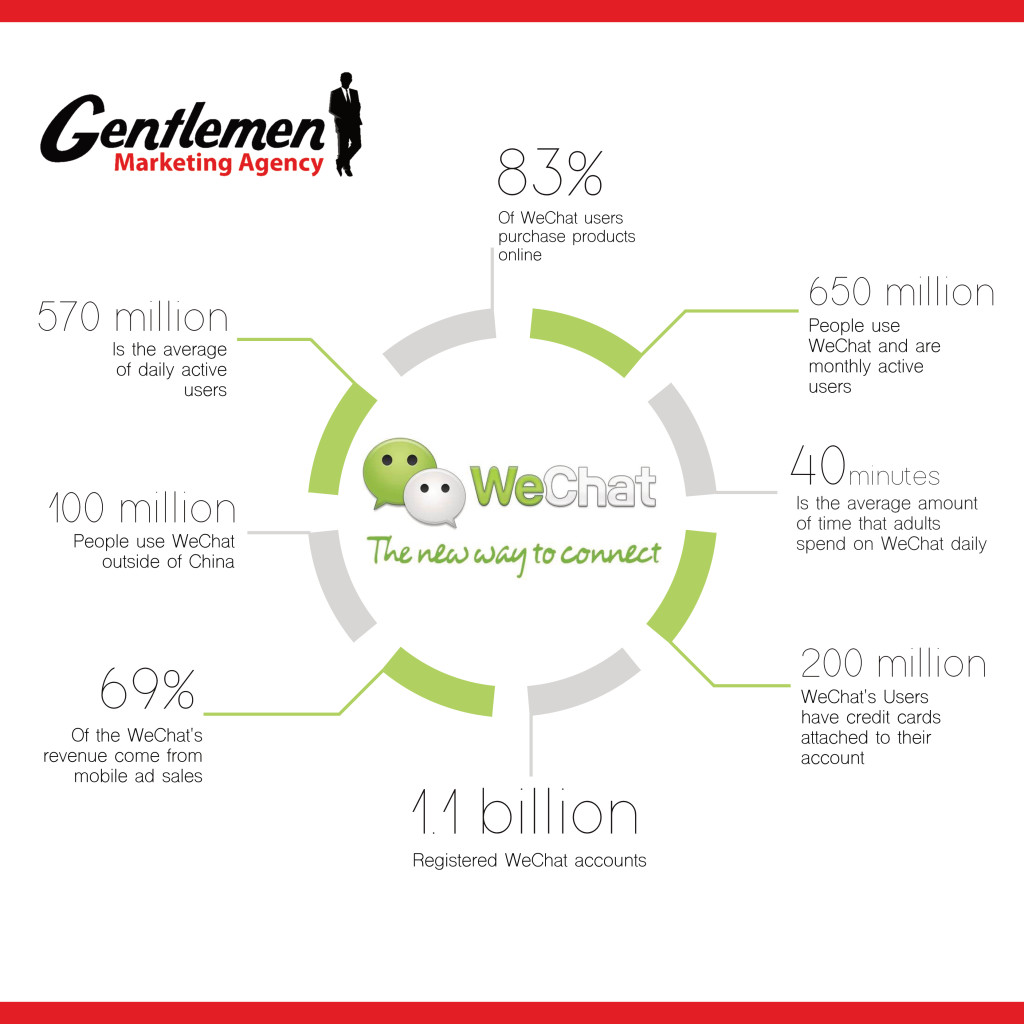 Gentlemen
Marketing Agency
83%
Of WeChat users
purchase products
online
570 million
Is the average
of daily active
users
650 million
People use
WeChat and are
monthly active
users
WeChat
The new way to connect
40 minutes
Is the average amount
of time that adults
spend on WeChat daily
100 million
People use WeChat
outside of China
69%
Of the WeChat's
revenue come from
mobile ad sales
200 million
WeChat's Users
have credit cards
attached to their
account
1.1 billion
Registered WeChat accounts